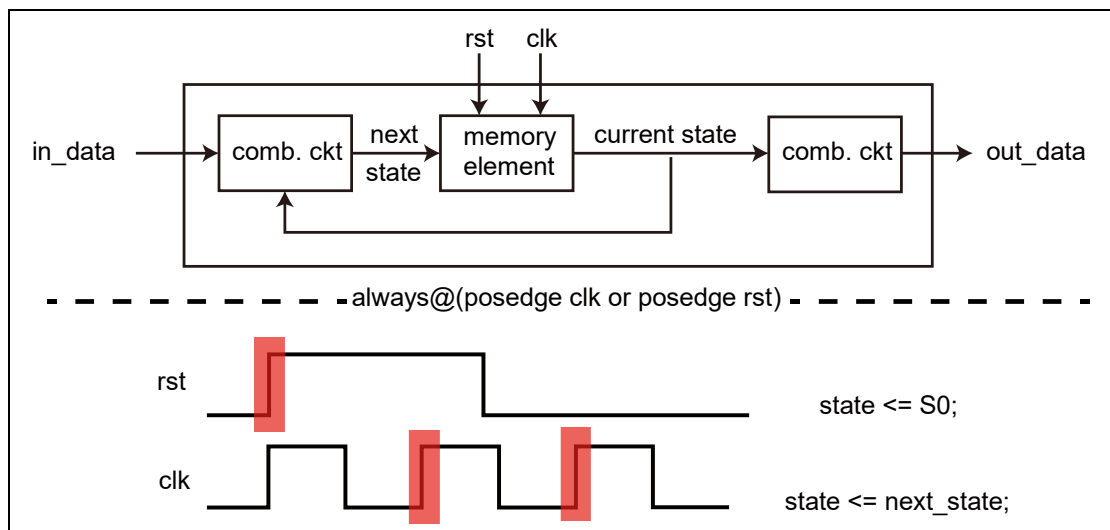 rst clk
in_data
comb. ckt
next
state
memory
element
current state
comb. ckt
out_data
always@(posedge clk or posedge rst)
rst
state <= S0;
clk
state <= next_state;